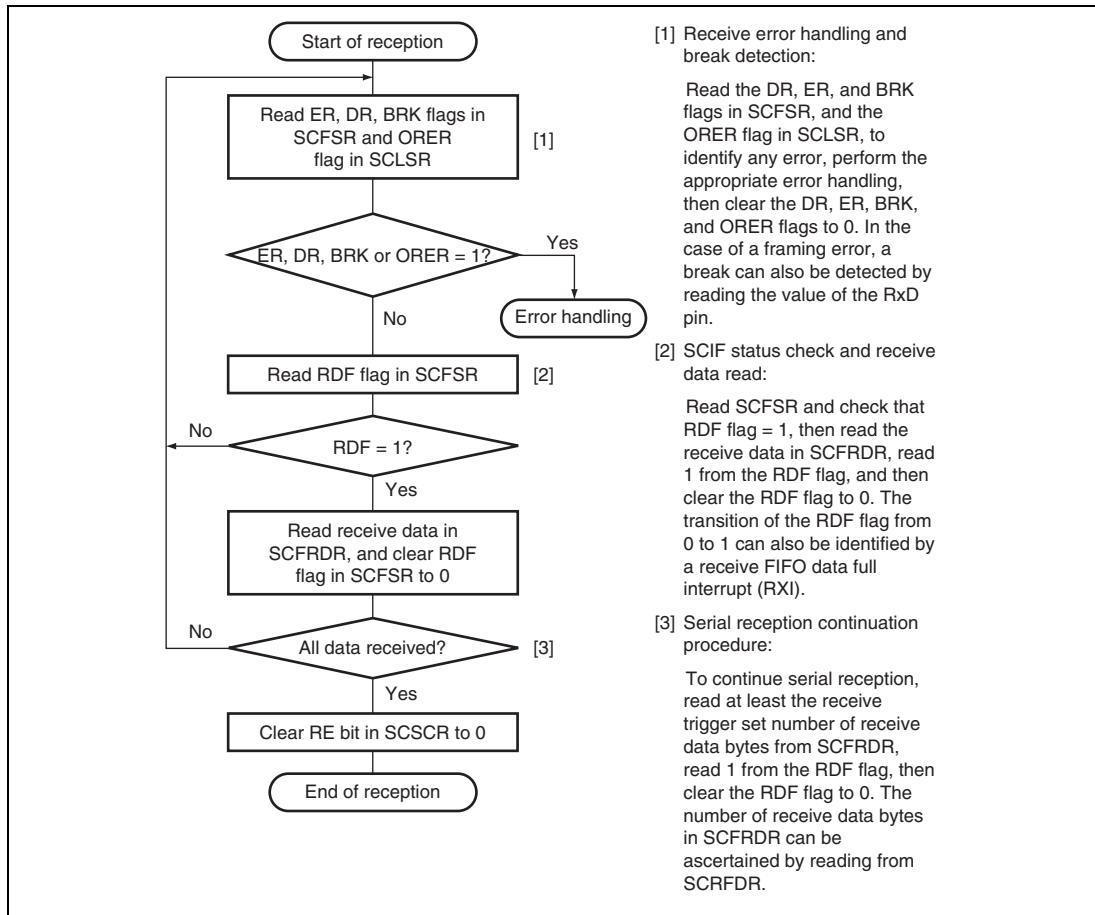 Start of reception
Read ER, DR, BRK flags in
SCFSR and ORER
flag in SCLSR
[1]
ER, DR, BRK or ORER = 1?
Yes
Error handling
No
Read RDF flag in SCFSR
[2]
No
RDF = 1?
Yes
Read receive data in
SCFRDR, and clear RDF
flag in SCFSR to 0
No
All data received?
[3]
Yes
Clear RE bit in SCSCR to 0
End of reception
[1] Receive error handling and
break detection:
Read the DR, ER, and BRK
flags in SCFSR, and the
ORER flag in SCLSR, to
identify any error, perform the
appropriate error handling,
then clear the DR, ER, BRK,
and ORER flags to 0. In the
case of a framing error, a
break can also be detected by
reading the value of the RxD
pin.
[2] SCIF status check and receive
data read:
Read SCFSR and check that
RDF flag = 1, then read the
receive data in SCFRDR, read
1 from the RDF flag, and then
clear the RDF flag to 0. The
transition of the RDF flag from
0 to 1 can also be identified by
a receive FIFO data full
interrupt (RXI).
[3] Serial reception continuation
procedure:
To continue serial reception,
read at least the receive
trigger set number of receive
data bytes from SCFRDR,
read 1 from the RDF flag, then
clear the RDF flag to 0. The
number of receive data bytes
in SCFRDR can be
ascertained by reading from
SCRFDR.